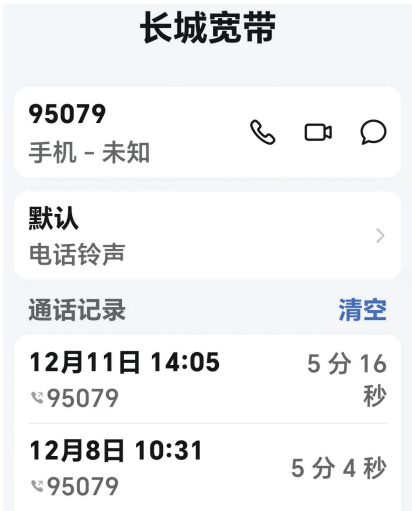 长城宽带
95079
手机 - 未知
默认
电话铃声
通话记录
清空
12月11日 14:05
5 分 16
秒
95079
12月8日 10:31
5 分 4 秒
95079